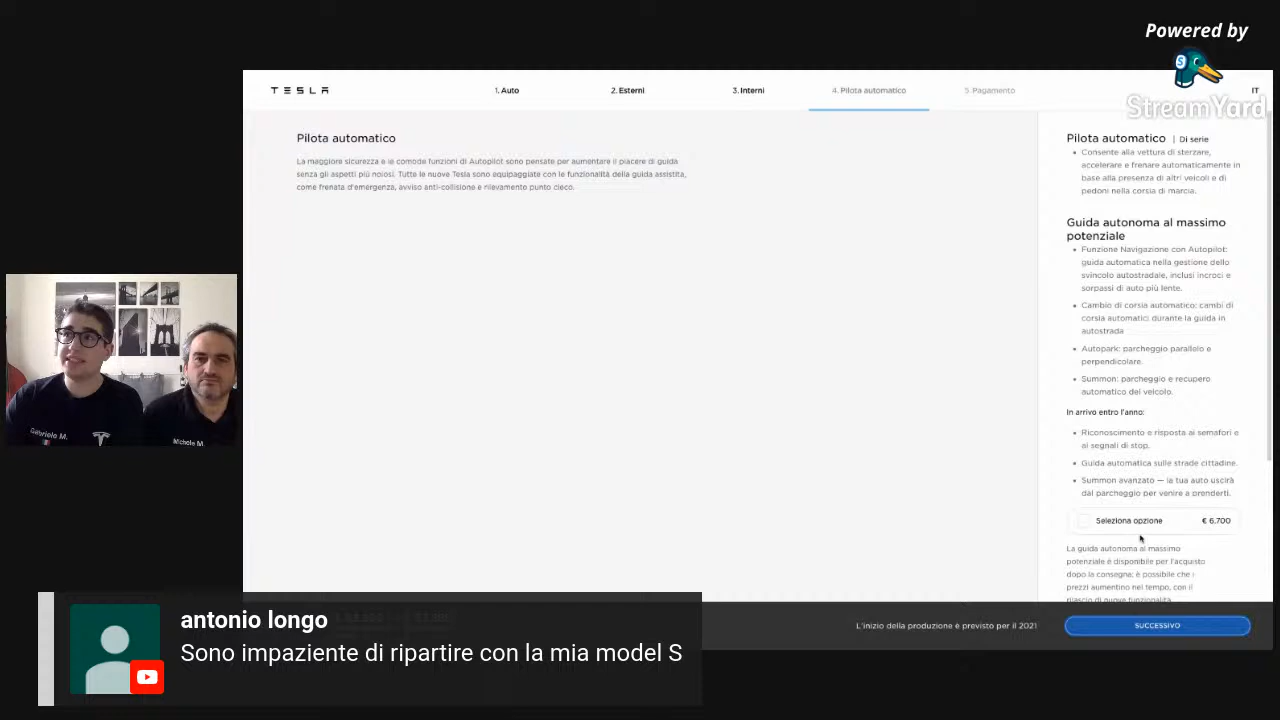 Powered by
StreamYard
TESLA
1. Auto
2. Esterni
3. Interni
4. Pilota automatico
5. Pagamento
IT
Pilota automatico
La maggiore sicurezza e le comode funzioni di Autopilot sono pensate per aumentare il piacere di guida
senza gli aspetti più noiosi. Tutte le nuove Tesla sono equipaggiate con le funzionalità della guida assistita,
come frenata d'emergenza, avviso anti-collisione e rilevamento punto cieco.
Pilota automatico | Di serie
• Consente alla vettura di sterzare,
accelerare e frenare automaticamente in
base alla presenza di altri veicoli e di
pedoni nella corsia di marcia.
Guida autonoma al massimo
potenziale
• Funzione Navigazione con Autopilot:
guida automatica nella gestione dello
svincolo autostradale, inclusi incroci e
sorpassi di auto più lente.
• Cambio di corsia automatico: cambi di
corsia automatici durante la guida in
autostrada
• Autopark: parcheggio parallelo e
perpendicolare.
• Summon: parcheggio e recupero
automatico del veicolo.
In arrivo entro l'anno:
• Riconoscimento e risposta ai semafori e
ai segnali di stop.
• Guida automatica sulle strade cittadine.
• Summon avanzato — la tua auto uscirà
dal parcheggio per venire a prenderti.
Seleziona opzione € 6.700
La guida autonoma al massimo
potenziale è disponibile per l'acquisto
dopo la consegna; è possibile che i
prezzi aumentino nel tempo, con il
rilascio di nuove funzionalità.
L'inizio della produzione è previsto per il 2021
SUCCESSIVO
Gabriele M.
Michele M.
antonio longo
Sono impaziente di ripartire con la mia model S